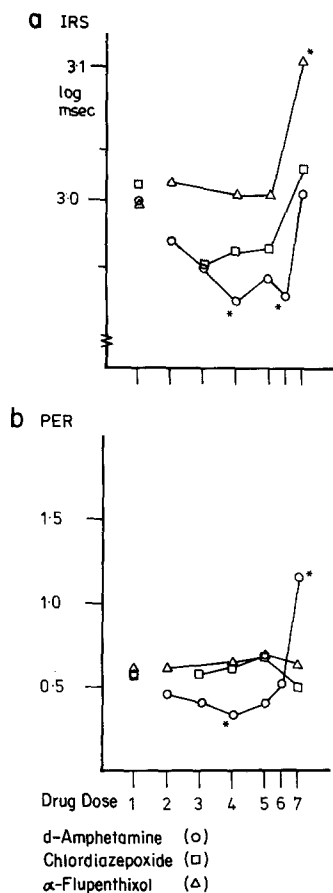 a IRS
3·1
log
msec
*
3·0
*
*
b PER
1·5
1·0
*
0·5
*
Drug Dose 1 2 3 4 5 6 7
d-Amphetamine (○)
Chlordiazepoxide (□)
α-Flupenthixol (△)